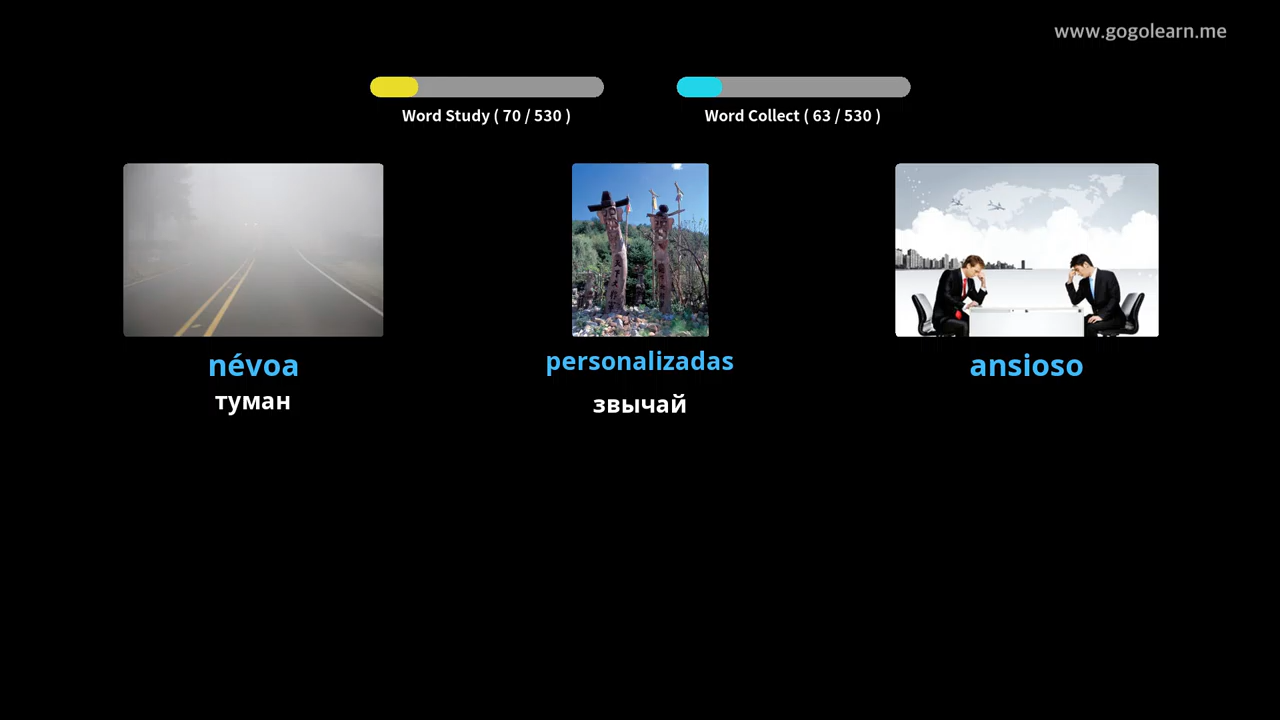 www.gogolearn.me
Word Study ( 70 / 530 )
Word Collect ( 63 / 530 )
névoa
туман
personalizadas
звычай
ansioso